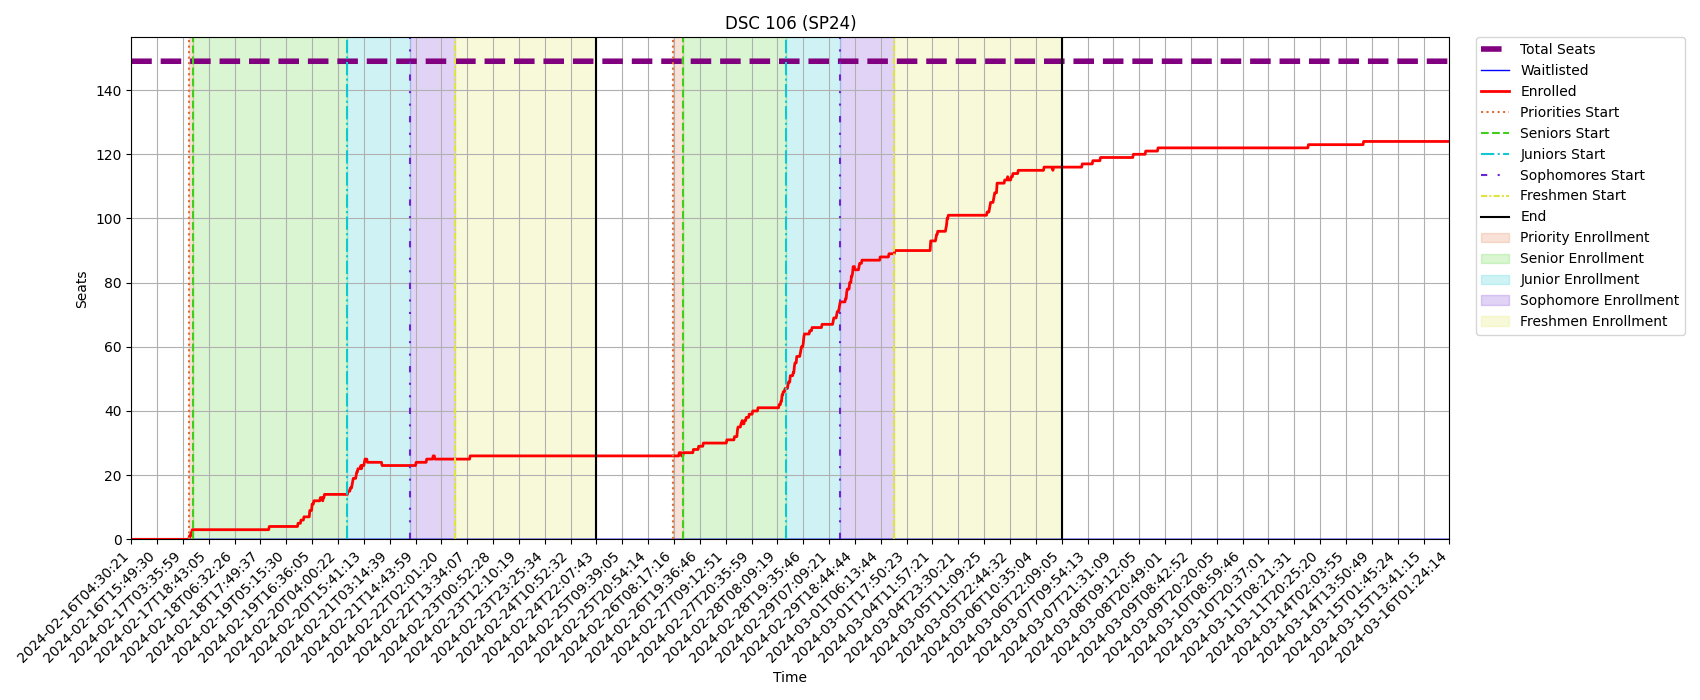 DSC 106 (SP24)
Seats
140
120
100
80
60
40
20
0
2024-02-16T04:30:21
2024-02-16T15:49:30
2024-02-17T03:35:59
2024-02-17T18:43:05
2024-02-18T06:32:26
2024-02-18T17:49:37
2024-02-19T05:15:30
2024-02-19T16:36:05
2024-02-20T04:00:22
2024-02-20T15:41:13
2024-02-21T03:14:39
2024-02-21T14:43:59
2024-02-22T02:01:20
2024-02-22T13:34:07
2024-02-23T00:52:28
2024-02-23T12:10:19
2024-02-23T23:25:34
2024-02-24T10:52:32
2024-02-24T22:07:43
2024-02-25T09:39:05
2024-02-25T20:54:14
2024-02-26T08:17:16
2024-02-26T19:36:46
2024-02-27T09:12:51
2024-02-27T20:35:59
2024-02-28T08:09:19
2024-02-28T19:35:46
2024-02-29T07:09:21
2024-02-29T18:44:44
2024-03-01T06:13:44
2024-03-01T17:50:23
2024-03-04T11:57:21
2024-03-04T23:30:21
2024-03-05T11:09:25
2024-03-05T22:44:32
2024-03-06T10:35:04
2024-03-06T22:09:05
2024-03-07T09:54:13
2024-03-07T21:31:09
2024-03-08T09:12:05
2024-03-08T20:49:01
2024-03-09T08:42:52
2024-03-09T20:20:05
2024-03-10T08:59:46
2024-03-10T20:37:01
2024-03-11T08:21:31
2024-03-11T20:25:20
2024-03-14T02:03:55
2024-03-14T13:50:49
2024-03-15T01:45:24
2024-03-15T13:41:15
2024-03-16T01:24:14
Time
Total Seats
Waitlisted
Enrolled
Priorities Start
Seniors Start
Juniors Start
Sophomores Start
Freshmen Start
End
Priority Enrollment
Senior Enrollment
Junior Enrollment
Sophomore Enrollment
Freshmen Enrollment